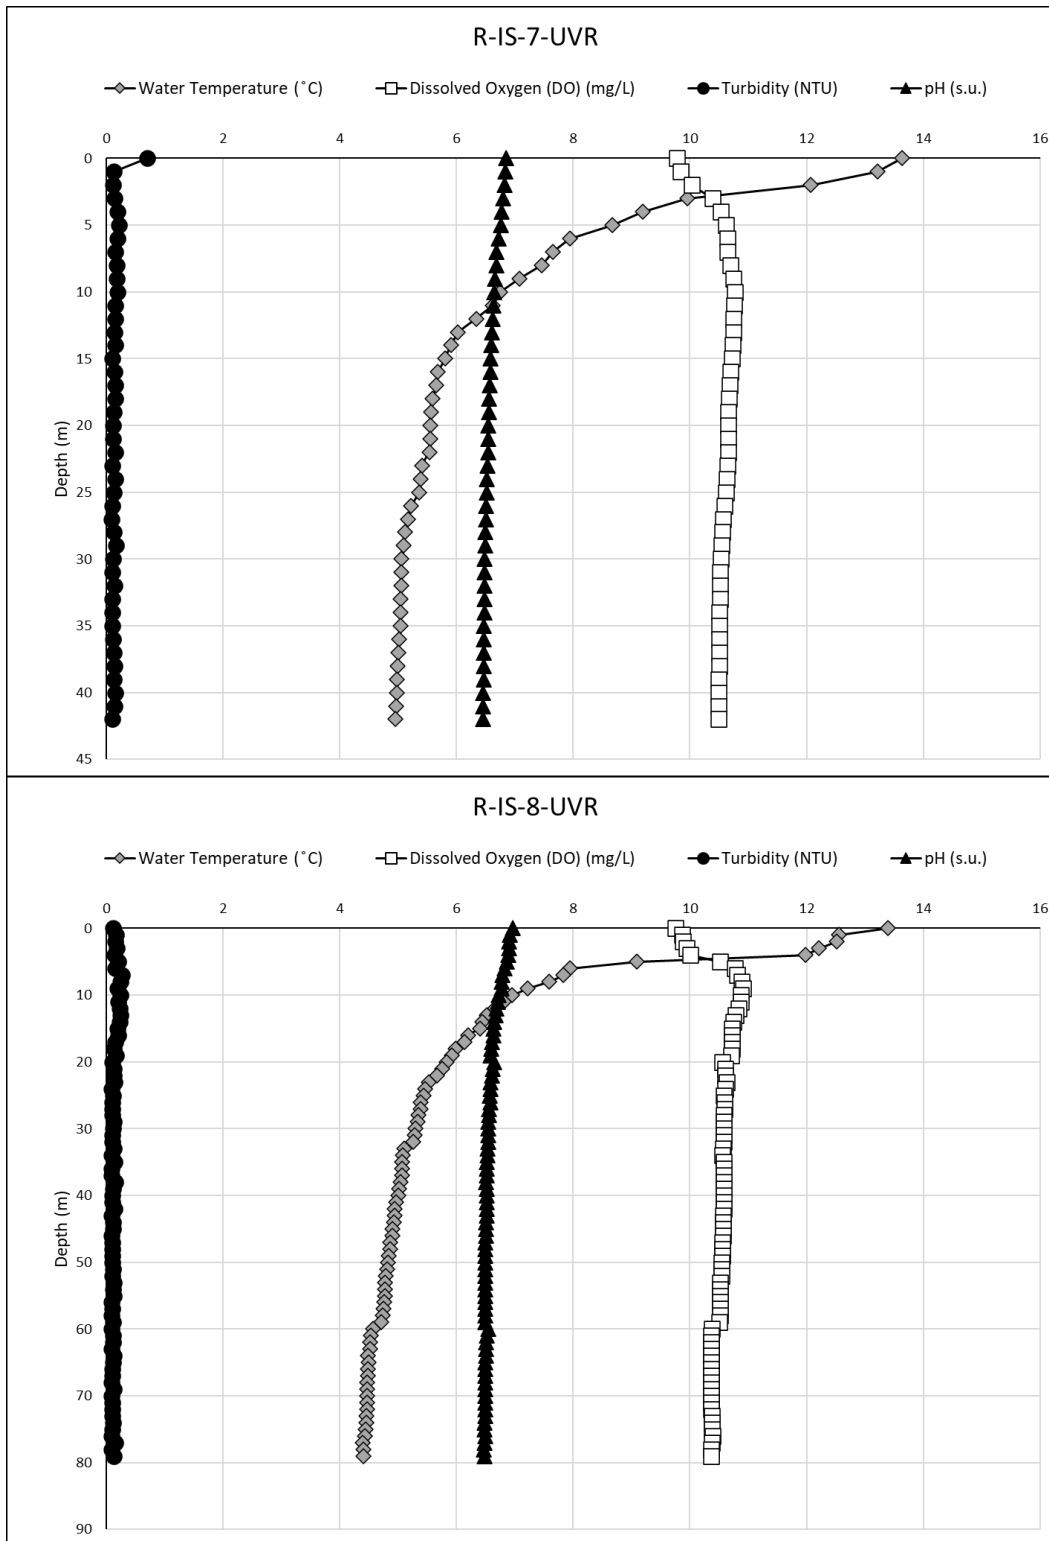 R-IS-7-UVR
Water Temperature (˚C) Dissolved Oxygen (DO) (mg/L) Turbidity (NTU) pH (s.u.)
0 2 4 6 8 10 12 14 16
0
5
10
15
20
25
30
35
40
45
Depth (m)
R-IS-8-UVR
Water Temperature (˚C) Dissolved Oxygen (DO) (mg/L) Turbidity (NTU) pH (s.u.)
0 2 4 6 8 10 12 14 16
0
10
20
30
40
50
60
70
80
90
Depth (m)